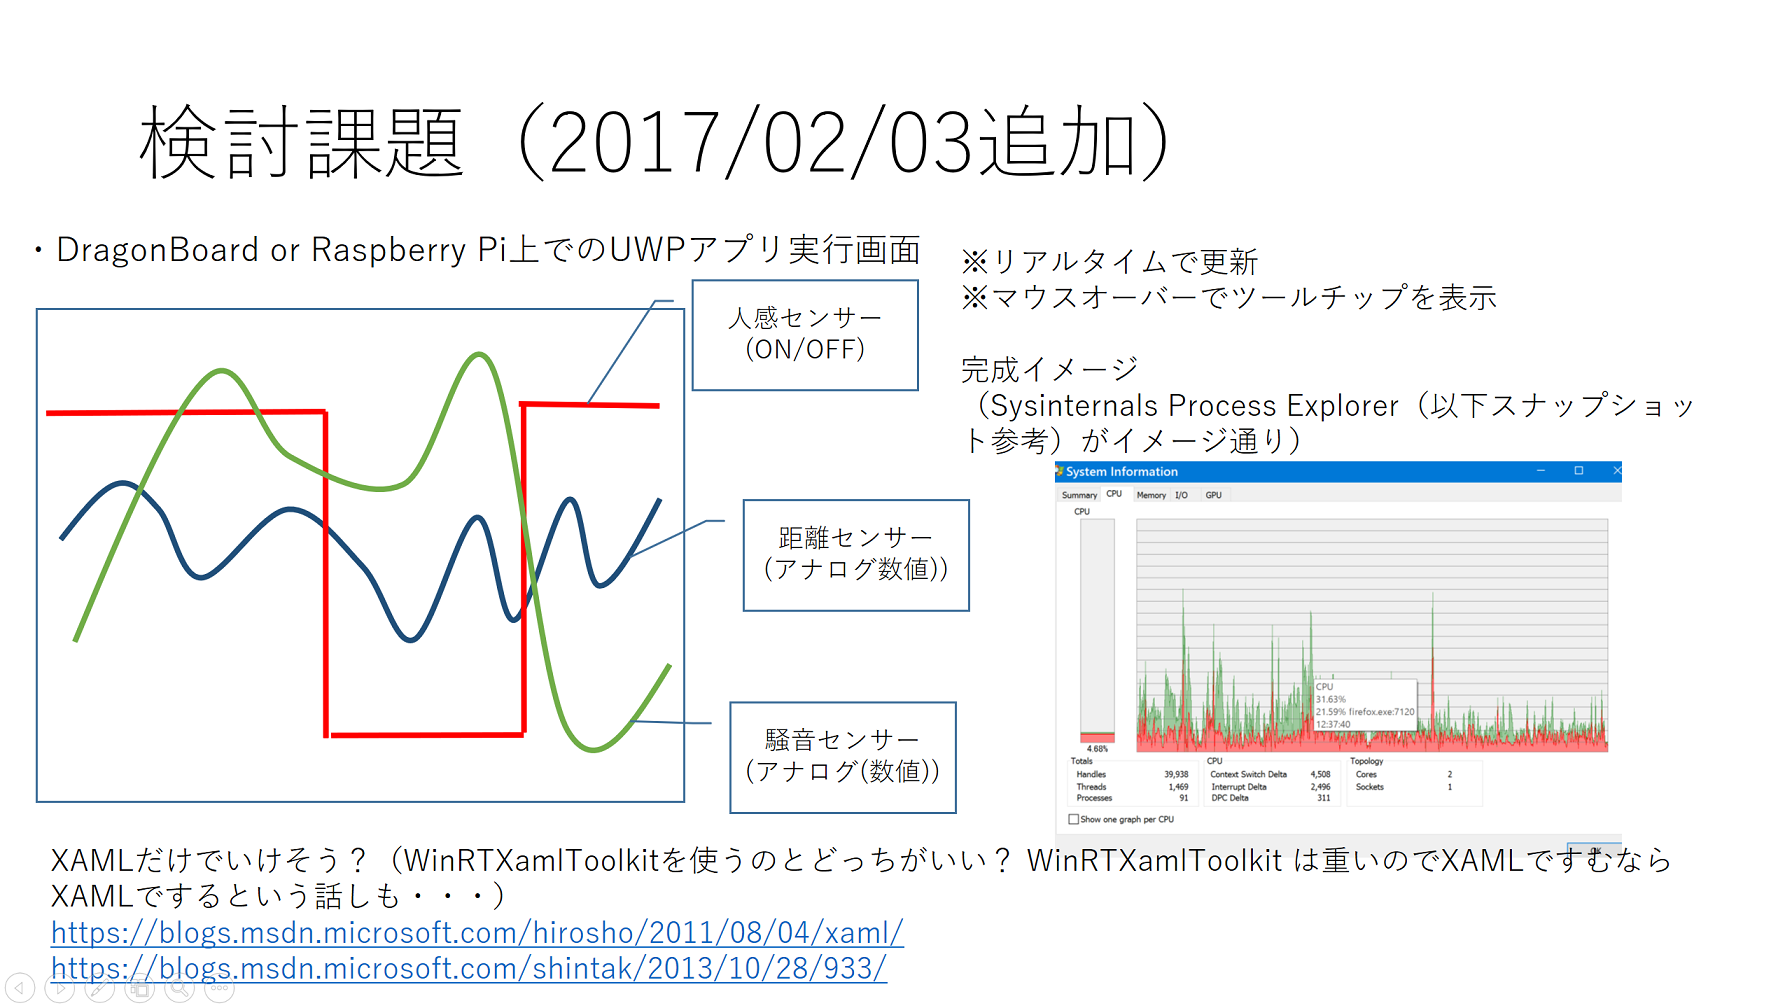 検討課題（2017/02/03追加）
・DragonBoard or Raspberry Pi上でのUWPアプリ実行画面
人感センサー
(ON/OFF)
距離センサー
(アナログ数値))
騒音センサー
(アナログ(数値))
※リアルタイムで更新
※マウスオーバーでツールチップを表示
完成イメージ
（Sysinternals Process Explorer（以下スナップショッ
ト参考）がイメージ通り）
System Information
Summary CPU Memory I/O GPU
CPU
4.68%
CPU
31.63%
21.59% firefox.exe:7120
12:37:40
Totals
Handles 39,938
Threads 1,469
Processes 91
CPU
Context Switch Delta 4,508
Interrupt Delta 2,496
DPC Delta 311
Topology
Cores 2
Sockets 1
Show one graph per CPU
XAMLだけでいけそう？（WinRTXamlToolkitを使うのとどっちがいい？ WinRTXamlToolkit は重いのでXAMLですむなら
XAMLでするという話しも・・・）
https://blogs.msdn.microsoft.com/hirosho/2011/08/04/xaml/
https://blogs.msdn.microsoft.com/shintak/2013/10/28/933/